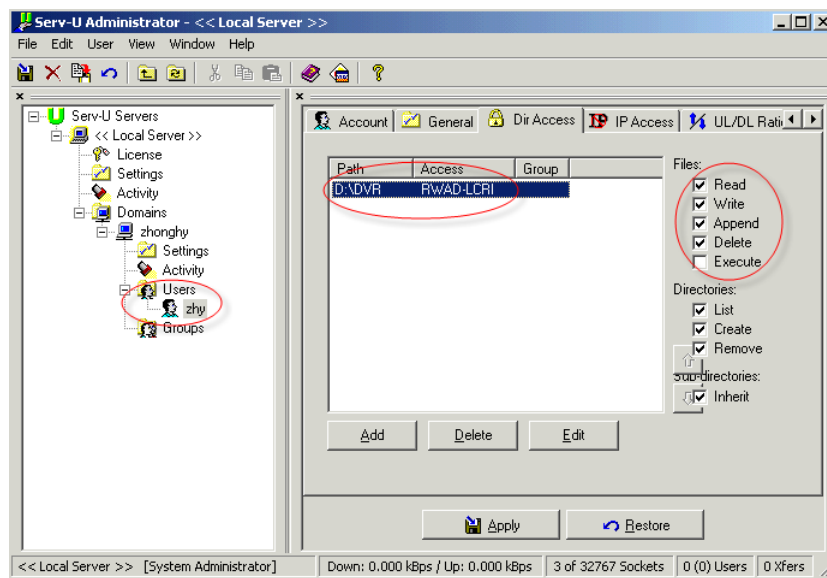 Serv-U Administrator - << Local Server >>
File Edit User View Window Help
Serv-U Servers
<< Local Server >>
License
Settings
Activity
Domains
zhonghy
Settings
Activity
Users
zhy
Groups
Account General Dir Access IP Access UL/DL Rati
Path Access Group
D:\DVR RWAD-LCRI
Files:
Read
Write
Append
Delete
Execute
Directories:
List
Create
Remove
Sub-directories:
Inherit
Add Delete Edit
Apply Restore
<< Local Server >> [System Administrator] Down: 0.000 kBps / Up: 0.000 kBps 3 of 32767 Sockets 0 (0) Users 0 Xfers